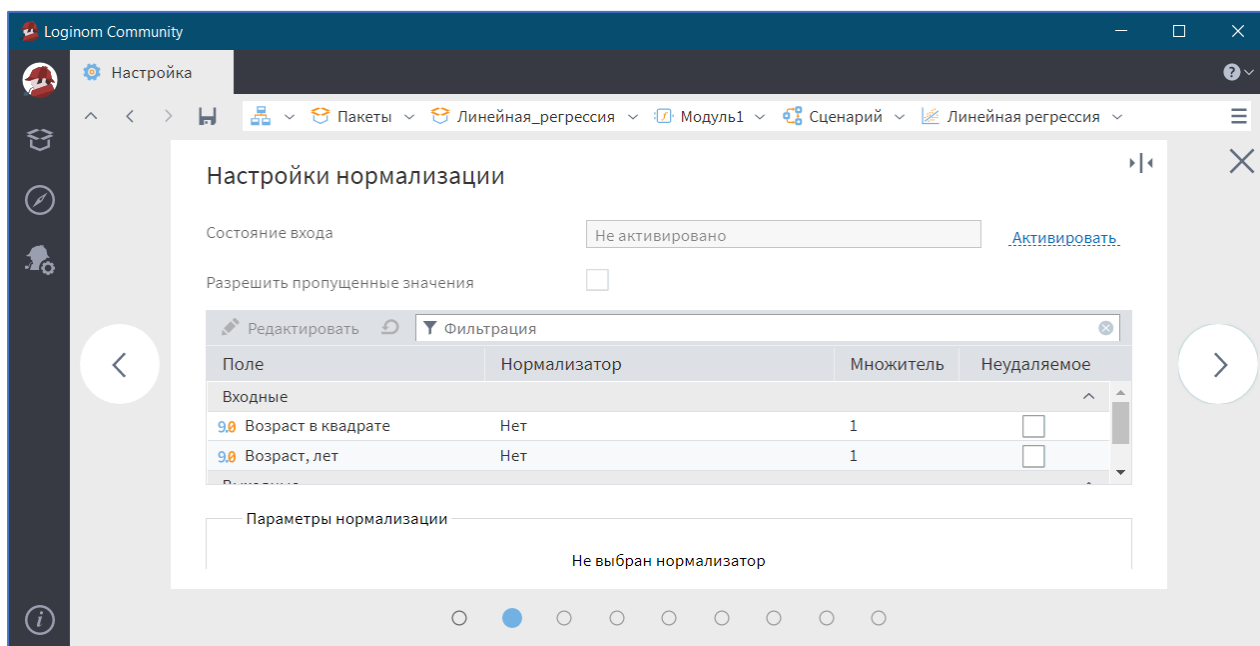 Loginom Community
Настройка
Пакеты Линейная_регрессия Модуль1 Сценарий Линейная регрессия
Настройки нормализации
Состояние входа Не активировано Активировать
Разрешить пропущенные значения
Редактировать Фильтрация
Поле Нормализатор Множитель Неудаляемое
Входные
9.0 Возраст в квадрате Нет 1
9.0 Возраст, лет Нет 1
Параметры нормализации
Не выбран нормализатор